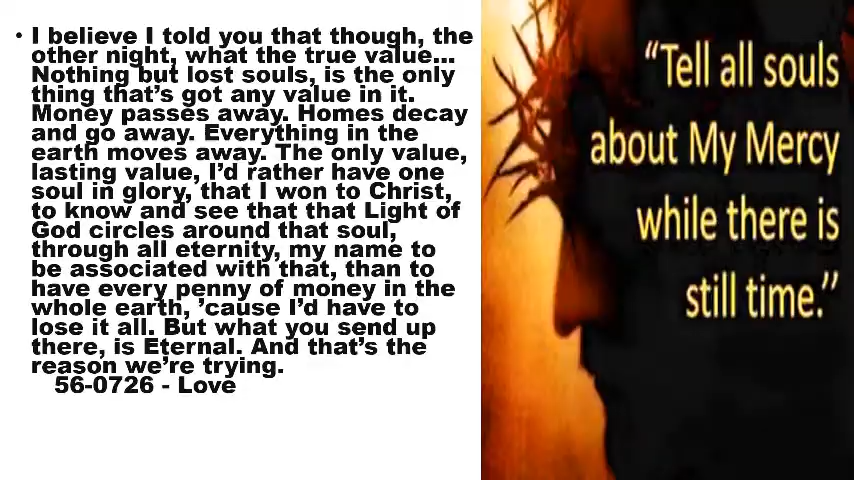 • I believe I told you that though, the
other night, what the true value...
Nothing but lost souls, is the only
thing that’s got any value in it.
Money passes away. Homes decay
and go away. Everything in the
earth moves away. The only value,
lasting value, I’d rather have one
soul in glory, that I won to Christ,
to know and see that that Light of
God circles around that soul,
through all eternity, my name to
be associated with that, than to
have every penny of money in the
whole earth, ’cause I’d have to
lose it all. But what you send up
there, is Eternal. And that’s the
reason we’re trying.
56-0726 - Love
“Tell all souls
about My Mercy
while there is
still time.”